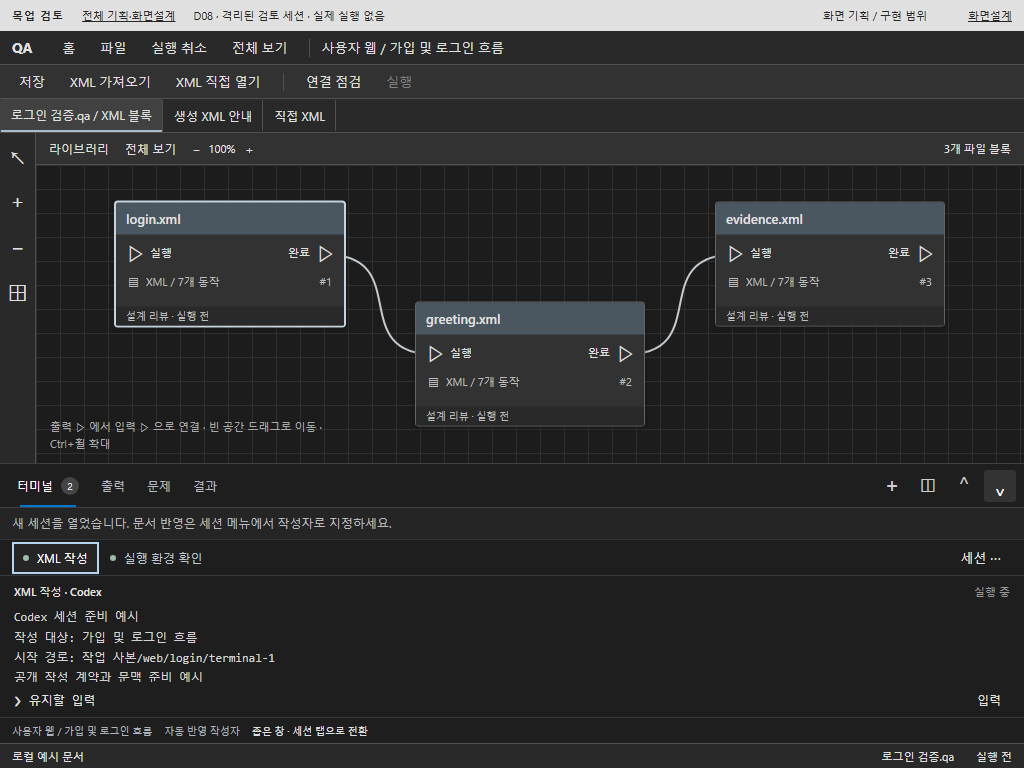 목업 검토 전체 기획·화면설계 D08 · 격리된 검토 세션 · 실제 실행 없음 화면 기획 / 구현 범위 화면설계
QA 홈 파일 실행 취소 전체 보기 사용자 웹 / 가입 및 로그인 흐름
저장 XML 가져오기 XML 직접 열기 연결 점검 실행
로그인 검증.qa / XML 블록 생성 XML 안내 직접 XML
라이브러리 전체 보기 − 100% + 3개 파일 블록
login.xml
실행 완료
XML / 7개 동작 #1
설계 리뷰 · 실행 전
greeting.xml
실행 완료
XML / 7개 동작 #2
설계 리뷰 · 실행 전
evidence.xml
실행 완료
XML / 7개 동작 #3
설계 리뷰 · 실행 전
출력 ▷ 에서 입력 ▷ 으로 연결 · 빈 공간 드래그로 이동 ·
Ctrl+휠 확대
터미널 2 출력 문제 결과
새 세션을 열었습니다. 문서 반영은 세션 메뉴에서 작성자로 지정하세요.
XML 작성 실행 환경 확인 세션 ···
XML 작성 · Codex 실행 중
Codex 세션 준비 예시
작성 대상: 가입 및 로그인 흐름
시작 경로: 작업 사본/web/login/terminal-1
공개 작성 계약과 문맥 준비 예시
❯ 유지할 입력 입력
사용자 웹 / 가입 및 로그인 흐름 자동 반영 작성자 좁은 창 · 세션 탭으로 전환
로컬 예시 문서 로그인 검증.qa 실행 전